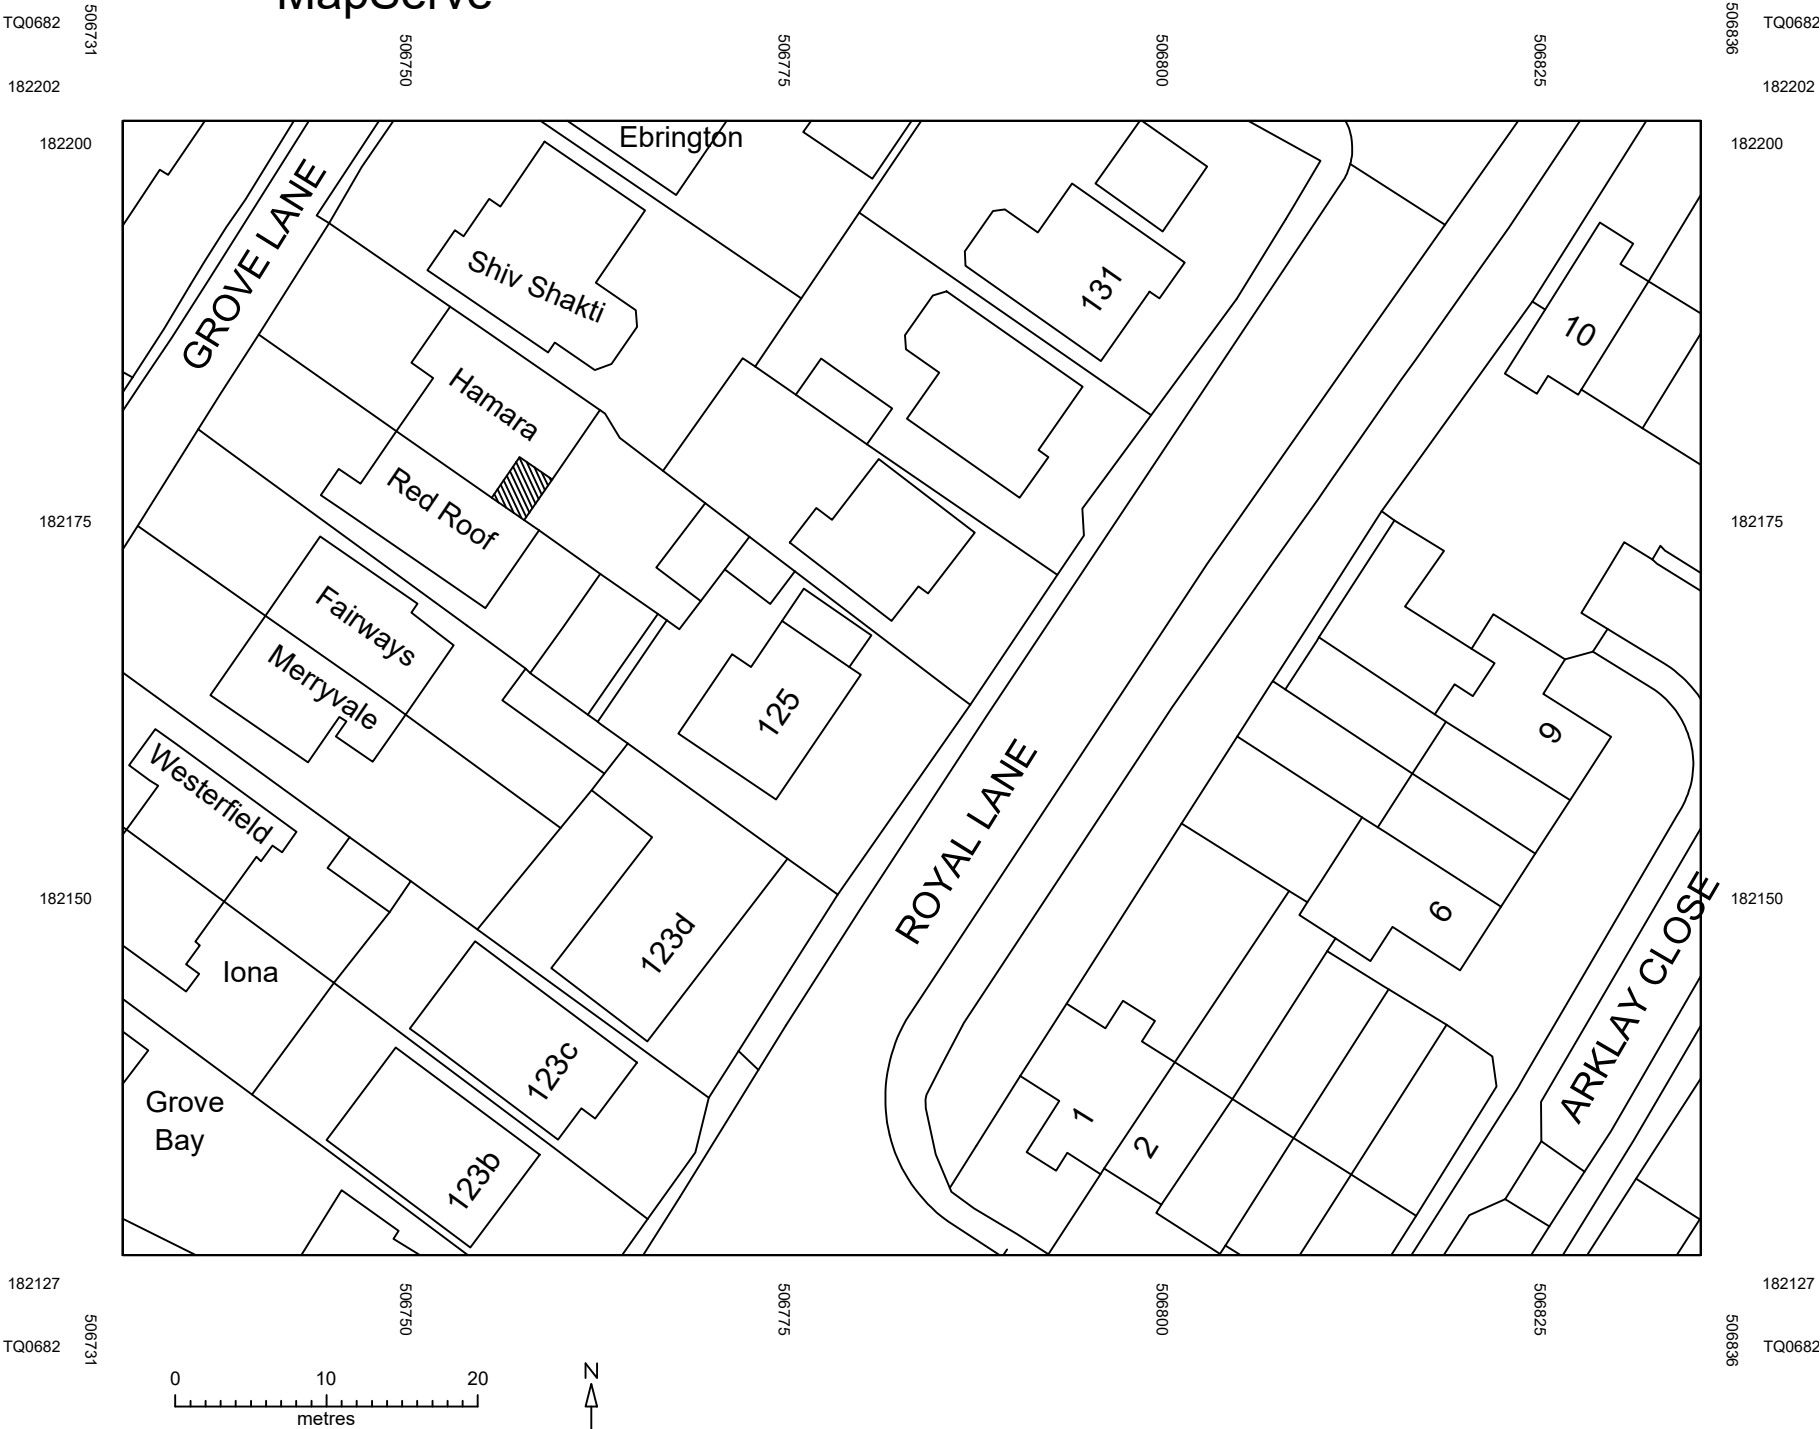 MapServe
TQ0682
506731
506836
TQ0682
506750
506775
506800
506825
182202
182202
182200
182200
Ebrington
GROVE LANE
Shiv Shakti
131
10
Hamara
Red Roof
182175
182175
Fairways
Merryvale
125
9
Westerfield
ROYAL LANE
182150
182150
6
123d
ARKLAY CLOSE
Iona
123c
Grove
Bay
1
2
123b
182127
182127
506750
506775
506800
506825
TQ0682
506731
506836
TQ0682
0 10 20
metres
N